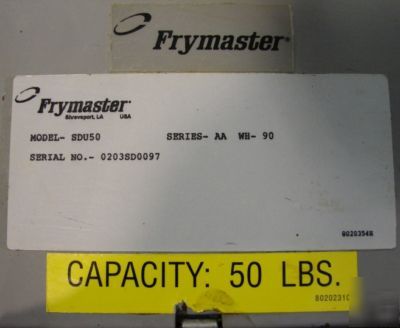 Frymaster®
Frymaster®
Shreveport, LA USA
MODEL- SDU50 SERIES- AA WH- 90
SERIAL NO.- 0203SD0097
8020354B
CAPACITY: 50 LBS.
8020231C